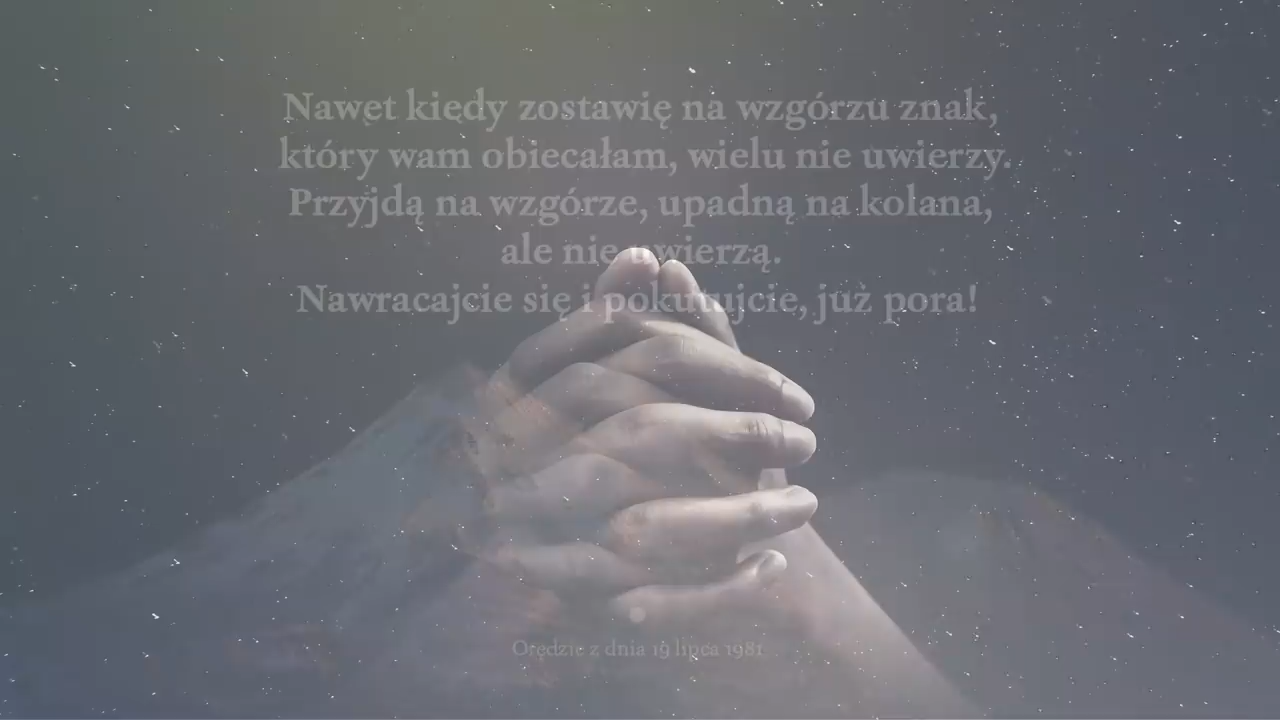 Nawet kiedy zostawię na wzgórzu znak,
który wam obiecałam, wielu nie uwierzy.
Przyjdą na wzgórze, upadną na kolana,
ale nie uwierzą.
Nawracajcie się i pokutujcie, już pora!
Orędzie z dnia 19 lipca 1981